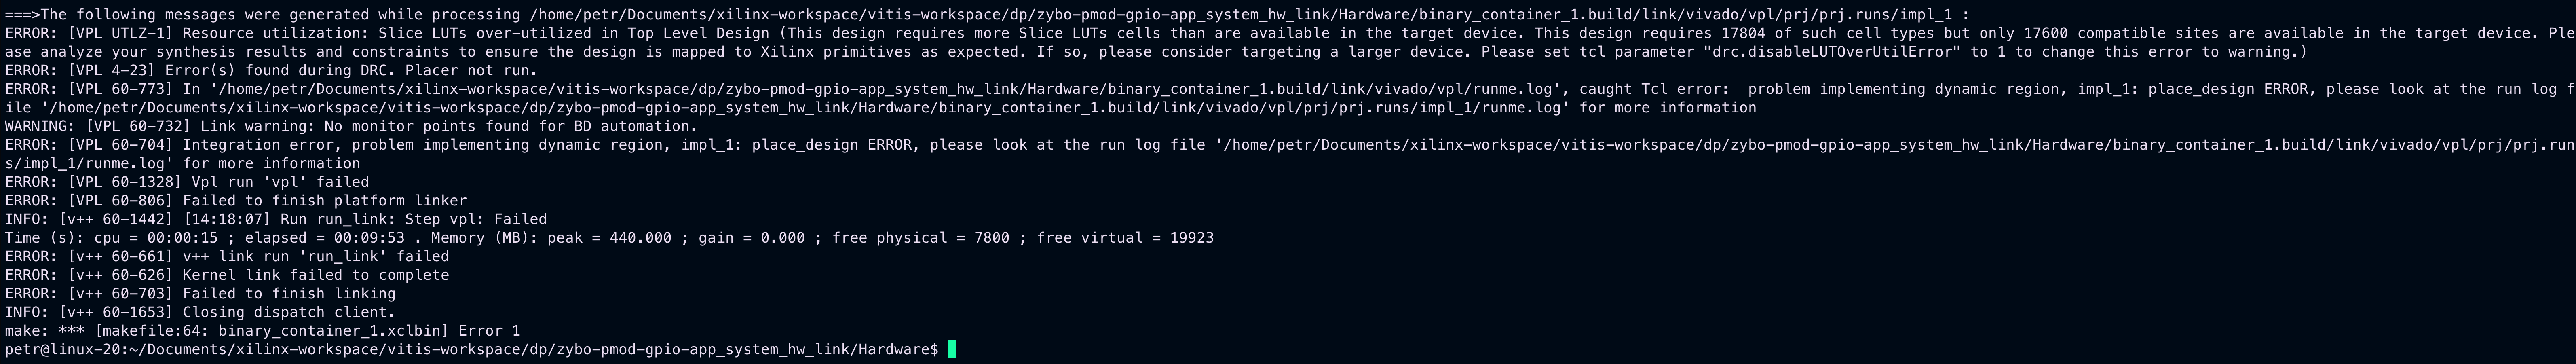 ===>The following messages were generated while processing /home/petr/Documents/xilinx-workspace/vitis-workspace/dp/zybo-pmod-gpio-app_system_hw_link/Hardware/binary_container_1.build/link/vivado/vpl/prj/prj.runs/impl_1 :
ERROR: [VPL UTLZ-1] Resource utilization: Slice LUTs over-utilized in Top Level Design (This design requires more Slice LUTs cells than are available in the target device. This design requires 17804 of such cell types but only 17600 compatible sites are available in the target device. Ple
ase analyze your synthesis results and constraints to ensure the design is mapped to Xilinx primitives as expected. If so, please consider targeting a larger device. Please set tcl parameter "drc.disableLUTOverUtilError" to 1 to change this error to warning.)
ERROR: [VPL 4-23] Error(s) found during DRC. Placer not run.
ERROR: [VPL 60-773] In '/home/petr/Documents/xilinx-workspace/vitis-workspace/dp/zybo-pmod-gpio-app_system_hw_link/Hardware/binary_container_1.build/link/vivado/vpl/runme.log', caught Tcl error:  problem implementing dynamic region, impl_1: place_design ERROR, please look at the run log f
ile '/home/petr/Documents/xilinx-workspace/vitis-workspace/dp/zybo-pmod-gpio-app_system_hw_link/Hardware/binary_container_1.build/link/vivado/vpl/prj/prj.runs/impl_1/runme.log' for more information
WARNING: [VPL 60-732] Link warning: No monitor points found for BD automation.
ERROR: [VPL 60-704] Integration error, problem implementing dynamic region, impl_1: place_design ERROR, please look at the run log file '/home/petr/Documents/xilinx-workspace/vitis-workspace/dp/zybo-pmod-gpio-app_system_hw_link/Hardware/binary_container_1.build/link/vivado/vpl/prj/prj.run
s/impl_1/runme.log' for more information
ERROR: [VPL 60-1328] Vpl run 'vpl' failed
ERROR: [VPL 60-806] Failed to finish platform linker
INFO: [v++ 60-1442] [14:18:07] Run run_link: Step vpl: Failed
Time (s): cpu = 00:00:15 ; elapsed = 00:09:53 . Memory (MB): peak = 440.000 ; gain = 0.000 ; free physical = 7800 ; free virtual = 19923
ERROR: [v++ 60-661] v++ link run 'run_link' failed
ERROR: [v++ 60-626] Kernel link failed to complete
ERROR: [v++ 60-703] Failed to finish linking
INFO: [v++ 60-1653] Closing dispatch client.
make: *** [makefile:64: binary_container_1.xclbin] Error 1
petr@linux-20:~/Documents/xilinx-workspace/vitis-workspace/dp/zybo-pmod-gpio-app_system_hw_link/Hardware$